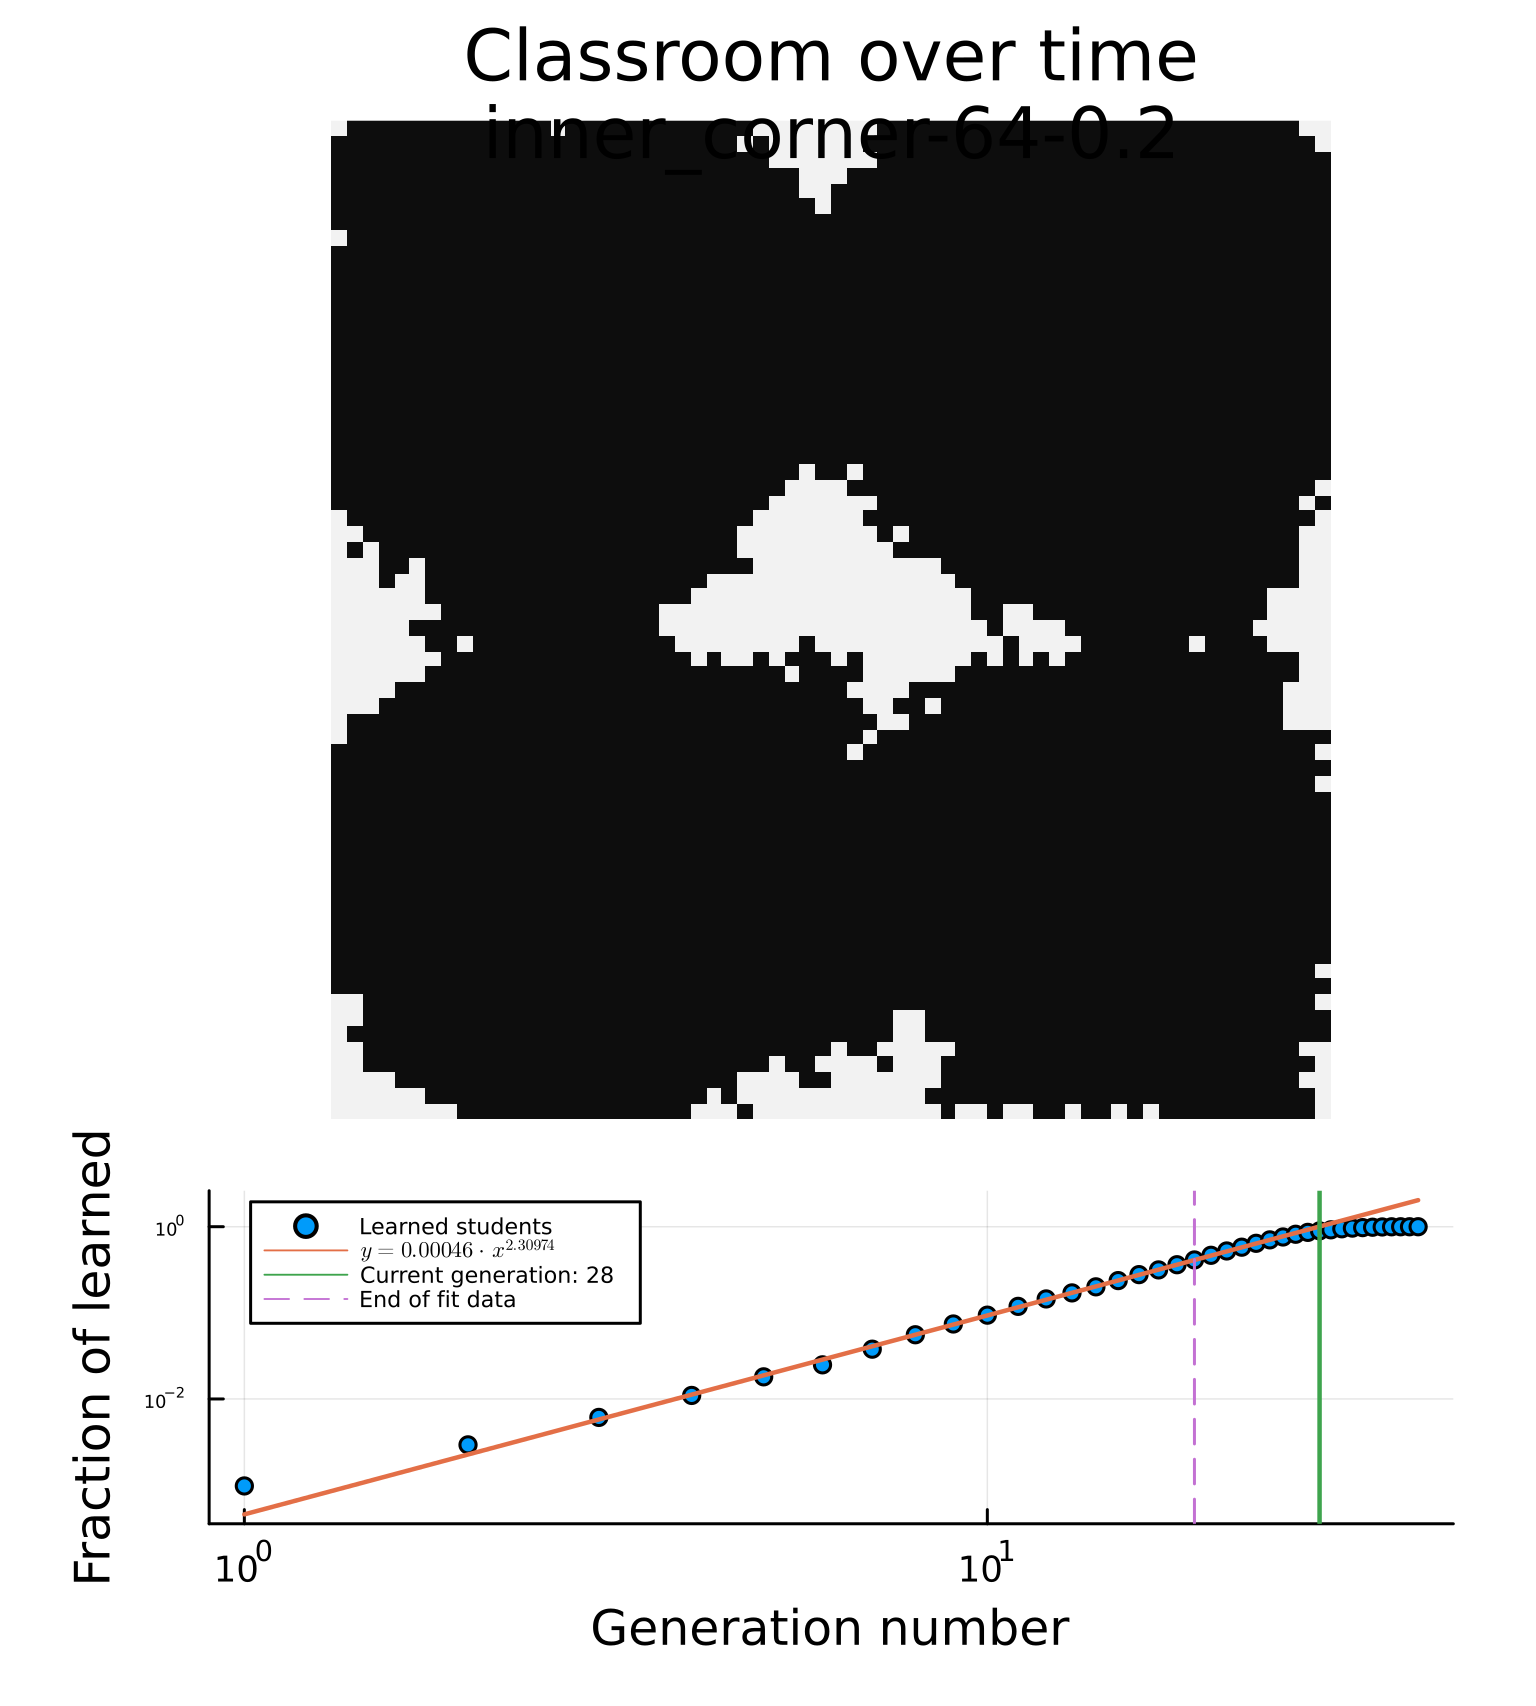 Classroom over time
inner_corner-64-0.2
Fraction of learned
10^0
10^-2
Learned students
y = 0.00046 · x^2.30974
Current generation: 28
End of fit data
10^0
10^1
Generation number